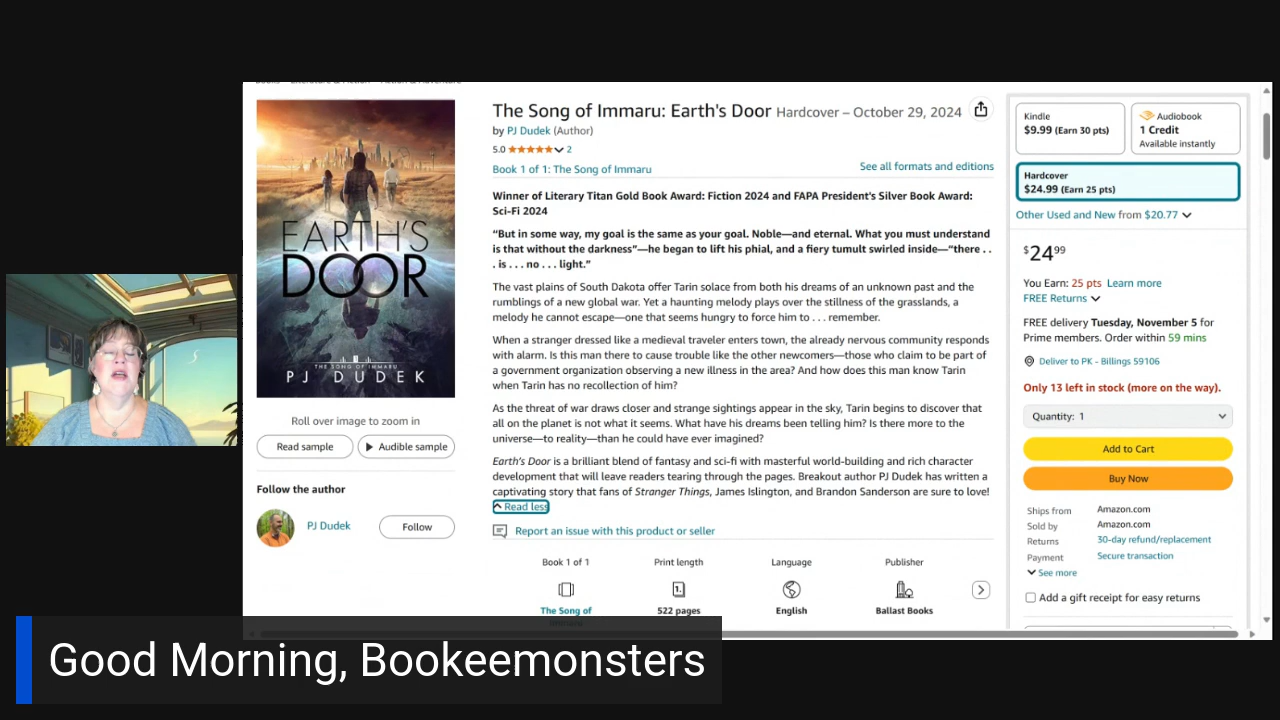 The Song of Immaru: Earth's Door Hardcover – October 29, 2024
by PJ Dudek (Author)
5.0 2
Book 1 of 1: The Song of Immaru
See all formats and editions
Winner of Literary Titan Gold Book Award: Fiction 2024 and FAPA President's Silver Book Award:
Sci-Fi 2024
“But in some way, my goal is the same as your goal. Noble—and eternal. What you must understand
is that without the darkness”—he began to lift his phial, and a fiery tumult swirled inside—“there . .
. is . . . no . . . light.”
The vast plains of South Dakota offer Tarin solace from both his dreams of an unknown past and the
rumblings of a new global war. Yet a haunting melody plays over the stillness of the grasslands, a
melody he cannot escape—one that seems hungry to force him to . . . remember.
When a stranger dressed like a medieval traveler enters town, the already nervous community responds
with alarm. Is this man there to cause trouble like the other newcomers—those who claim to be part of
a government organization observing a new illness in the area? And how does this man know Tarin
when Tarin has no recollection of him?
As the threat of war draws closer and strange sightings appear in the sky, Tarin begins to discover that
all on the planet is not what it seems. What have his dreams been telling him? Is there more to the
universe—to reality—than he could have ever imagined?
Earth's Door is a brilliant blend of fantasy and sci-fi with masterful world-building and rich character
development that will leave readers tearing through the pages. Breakout author PJ Dudek has written a
captivating story that fans of Stranger Things, James Islington, and Brandon Sanderson are sure to love!
Read less
Report an issue with this product or seller
Book 1 of 1
Print length
Language
Publisher
The Song of
522 pages
English
Ballast Books
EARTH'S
DOOR
THE SONG OF IMMARU
PJ DUDEK
Roll over image to zoom in
Read sample
Audible sample
Follow the author
PJ Dudek
Follow
Kindle
$9.99 (Earn 30 pts)
Audiobook
1 Credit
Available instantly
Hardcover
$24.99 (Earn 25 pts)
Other Used and New from $20.77
$24 99
You Earn: 25 pts Learn more
FREE Returns
FREE delivery Tuesday, November 5 for
Prime members. Order within 59 mins
Deliver to PK - Billings 59106
Only 13 left in stock (more on the way).
Quantity: 1
Add to Cart
Buy Now
Ships from Amazon.com
Sold by Amazon.com
Returns 30-day refund/replacement
Payment Secure transaction
See more
Add a gift receipt for easy returns
Good Morning, Bookeemonsters